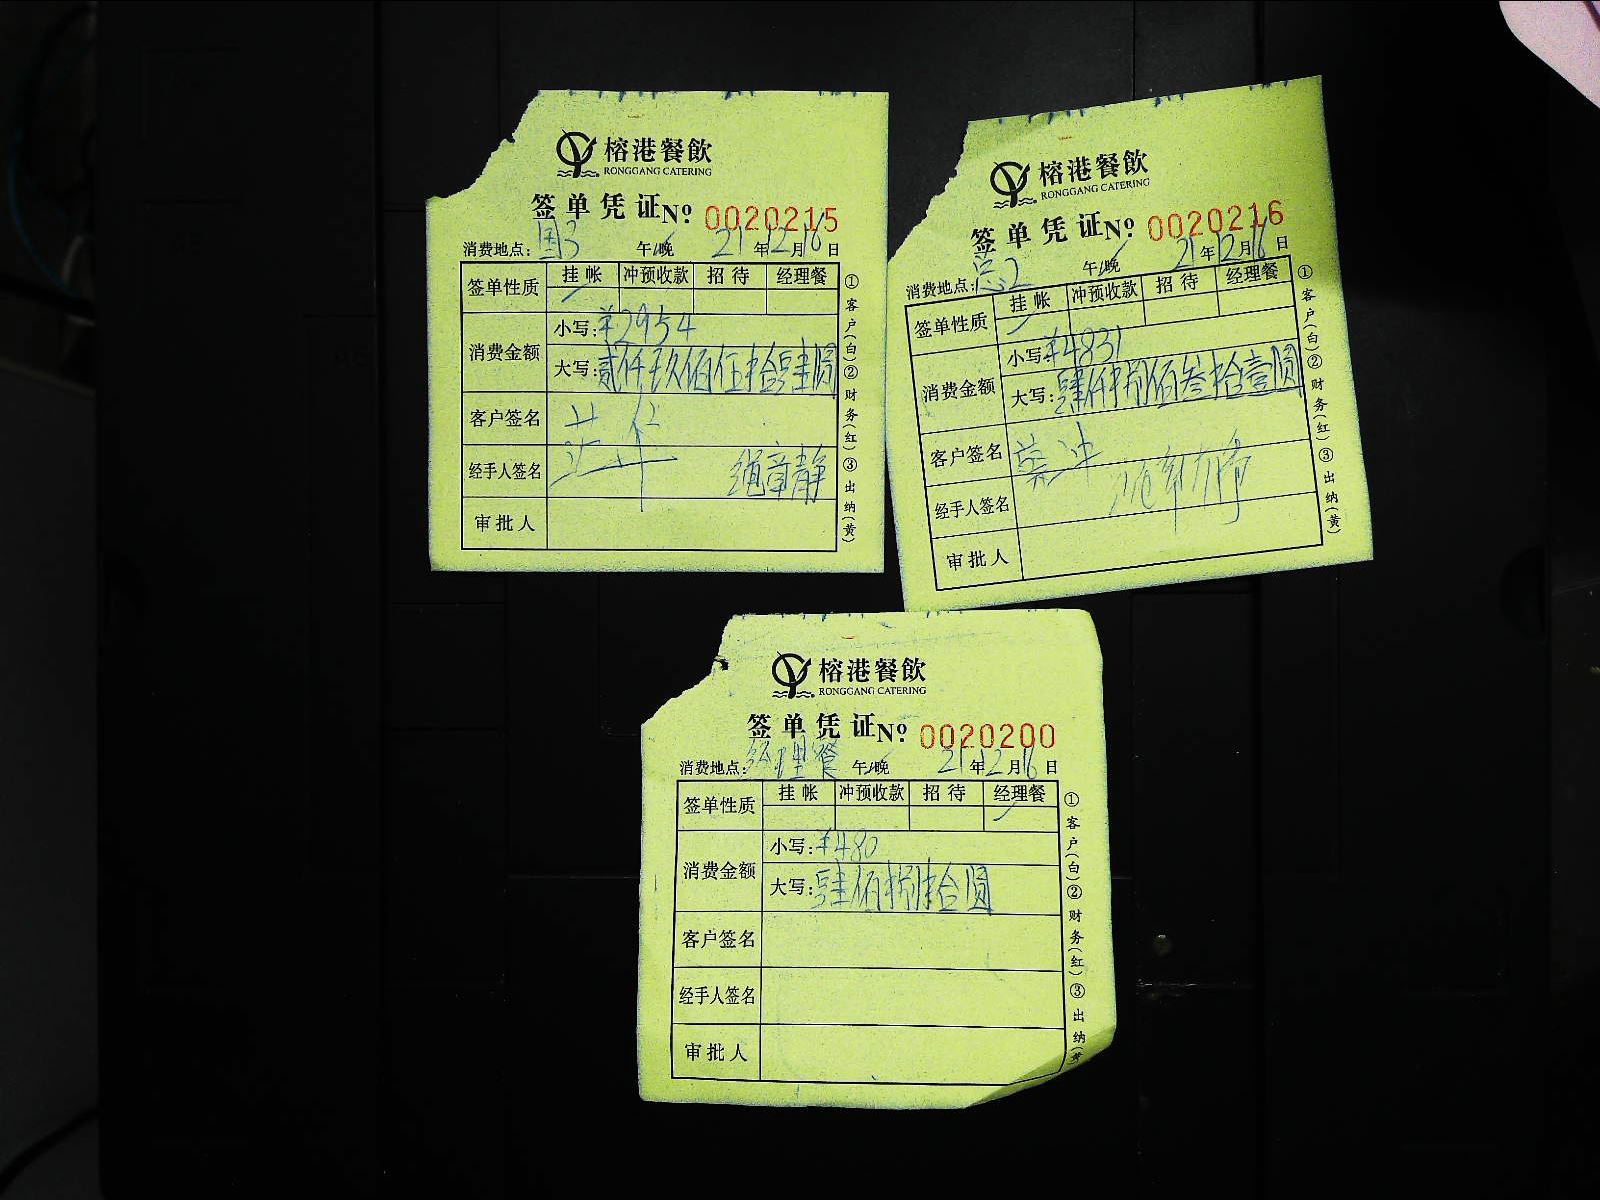 榕港餐飲
RONGGANG CATERING
签单凭证 Nº 0020215
消费地点: 国3 午/晚 21年12月16日
签单性质 挂帐 冲预收款 招待 经理餐
消费金额 小写: ¥2954
大写: 贰仟玖佰伍拾肆圆
客户签名
经手人签名 绳章静
审批人
①客户(白)②财务(红)③出纳(黄)
榕港餐飲
RONGGANG CATERING
签单凭证 Nº 0020216
消费地点: 总2 午/晚 21年12月16日
签单性质 挂帐 冲预收款 招待 经理餐
消费金额 小写: ¥4831
大写: 肆仟捌佰叁拾壹圆
客户签名
经手人签名
审批人
①客户(白)②财务(红)③出纳(黄)
榕港餐飲
RONGGANG CATERING
签单凭证 Nº 0020200
消费地点: 经理餐 午/晚 21年12月16日
签单性质 挂帐 冲预收款 招待 经理餐
消费金额 小写: ¥480
大写: 肆佰捌拾圆
客户签名
经手人签名
审批人
①客户(白)②财务(红)③出纳(黄)